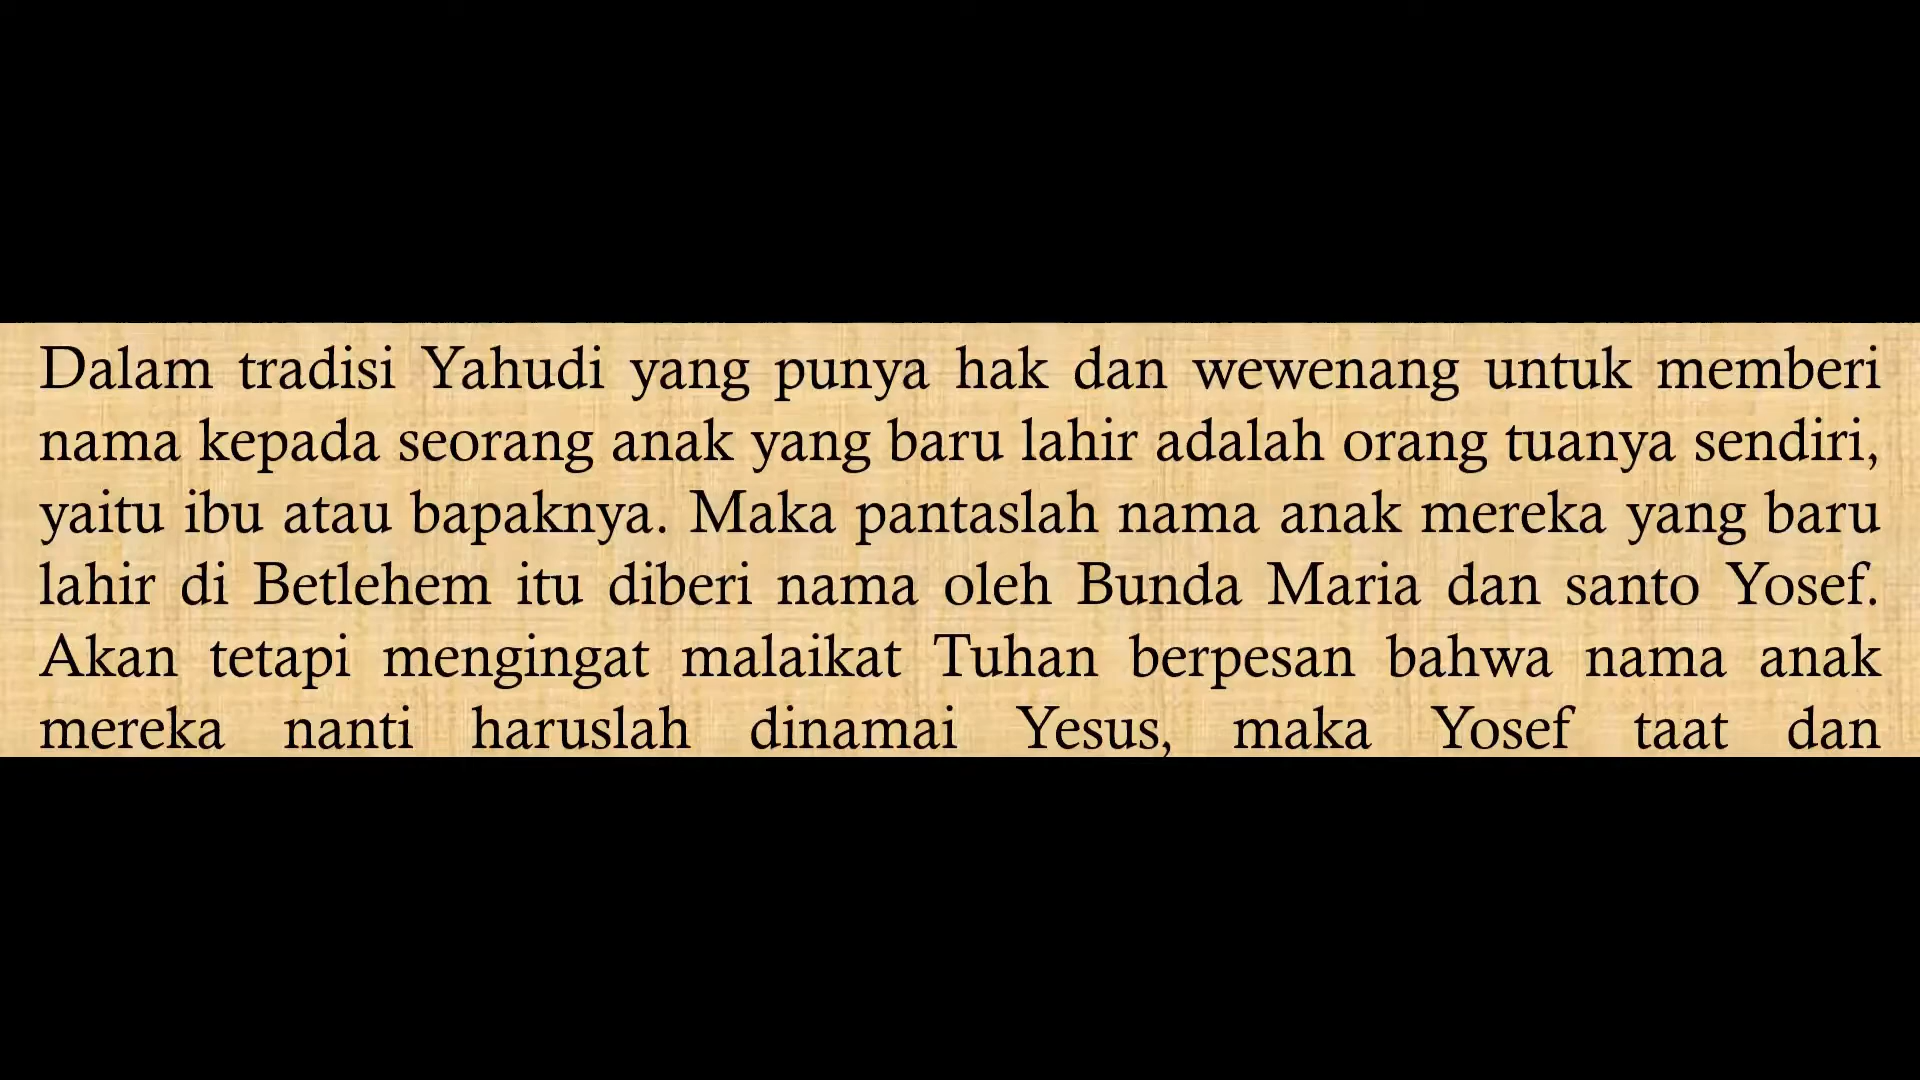 Dalam tradisi Yahudi yang punya hak dan wewenang untuk memberi
nama kepada seorang anak yang baru lahir adalah orang tuanya sendiri,
yaitu ibu atau bapaknya. Maka pantaslah nama anak mereka yang baru
lahir di Betlehem itu diberi nama oleh Bunda Maria dan santo Yosef.
Akan tetapi mengingat malaikat Tuhan berpesan bahwa nama anak
mereka nanti haruslah dinamai Yesus, maka Yosef taat dan